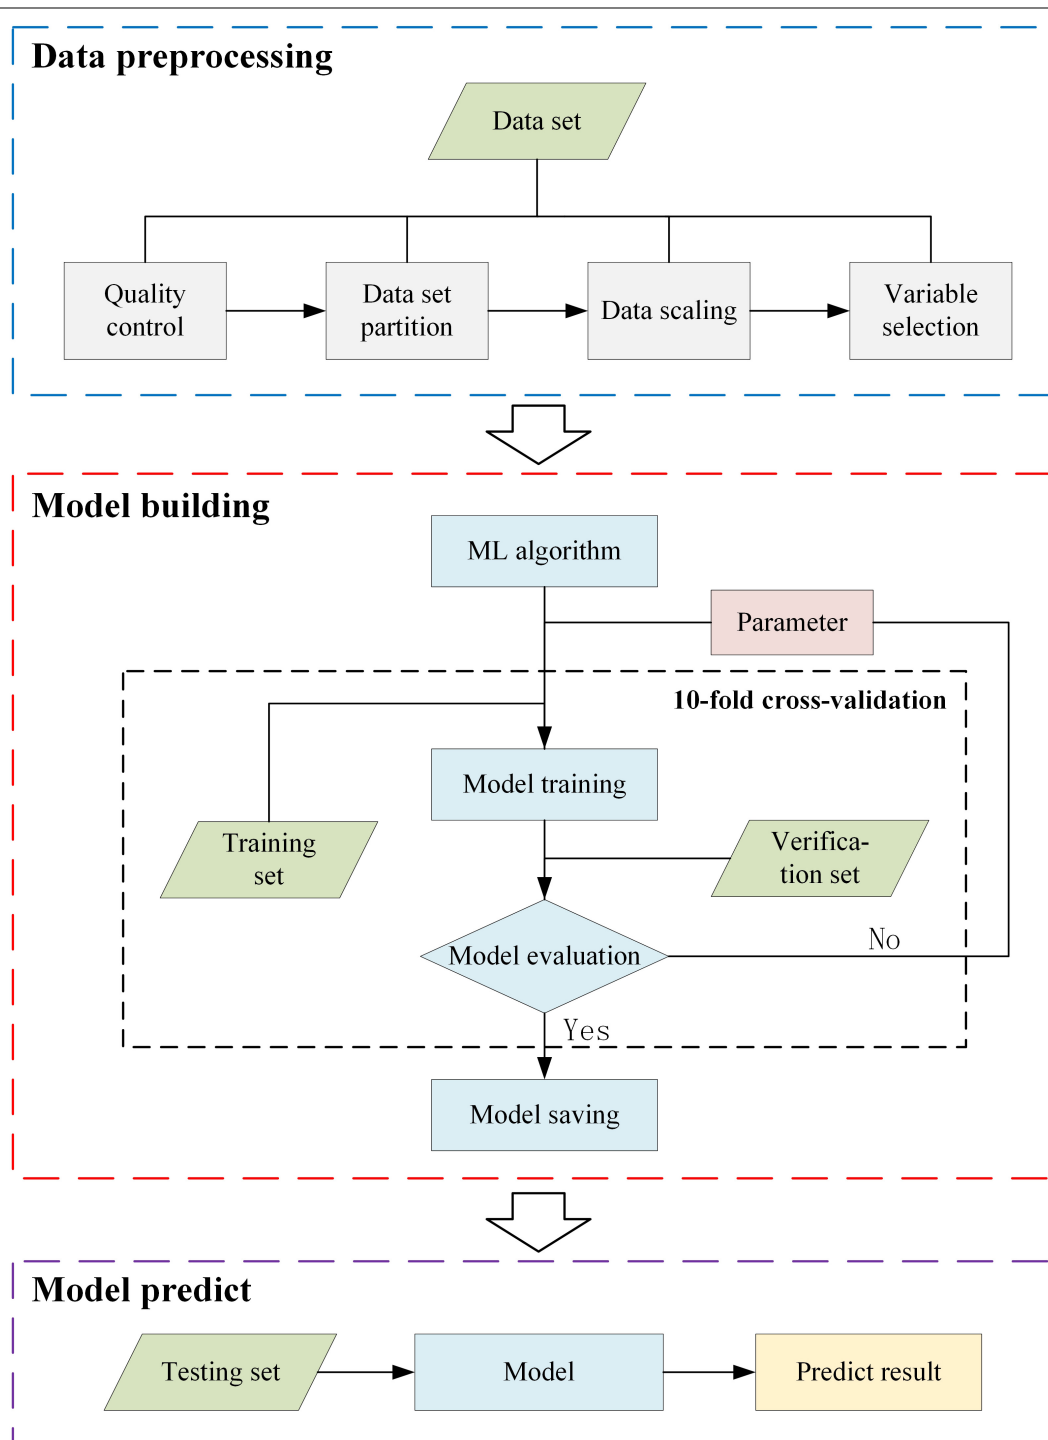 Data preprocessing
Data set
Quality
control
Data set
partition
Data scaling
Variable
selection
Model building
ML algorithm
Parameter
10-fold cross-validation
Model training
Training
set
Verifica-
tion set
Model evaluation
No
Yes
Model saving
Model predict
Testing set
Model
Predict result